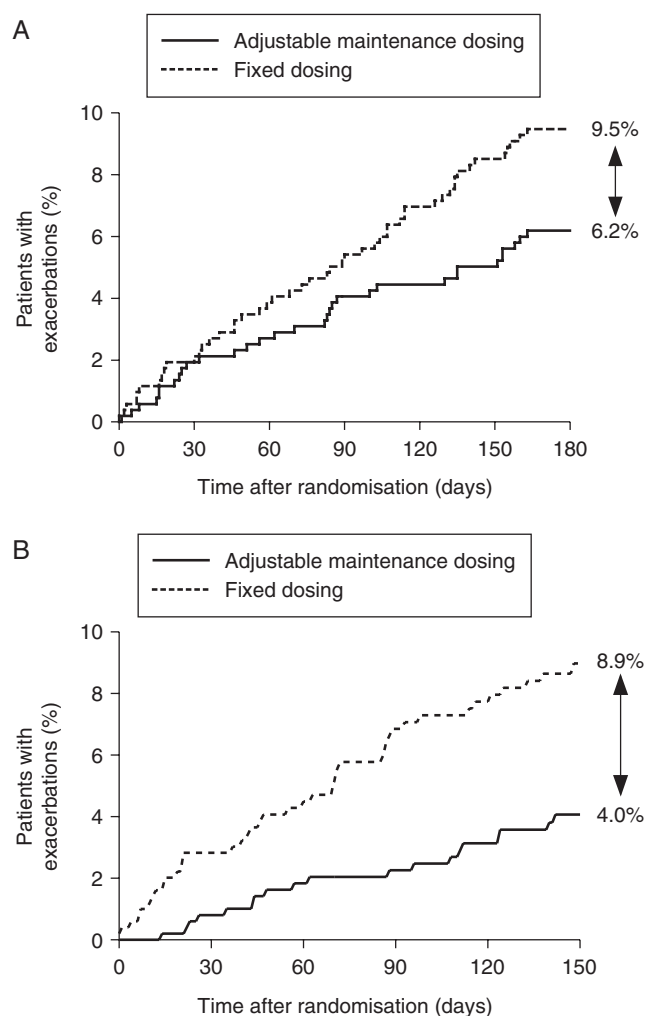 A
Adjustable maintenance dosing
Fixed dosing
10
8
6
4
2
0
Patients with
exacerbations (%)
9.5%
6.2%
0 30 60 90 120 150 180
Time after randomisation (days)
B
Adjustable maintenance dosing
Fixed dosing
10
8
6
4
2
0
Patients with
exacerbations (%)
8.9%
4.0%
0 30 60 90 120 150
Time after randomisation (days)